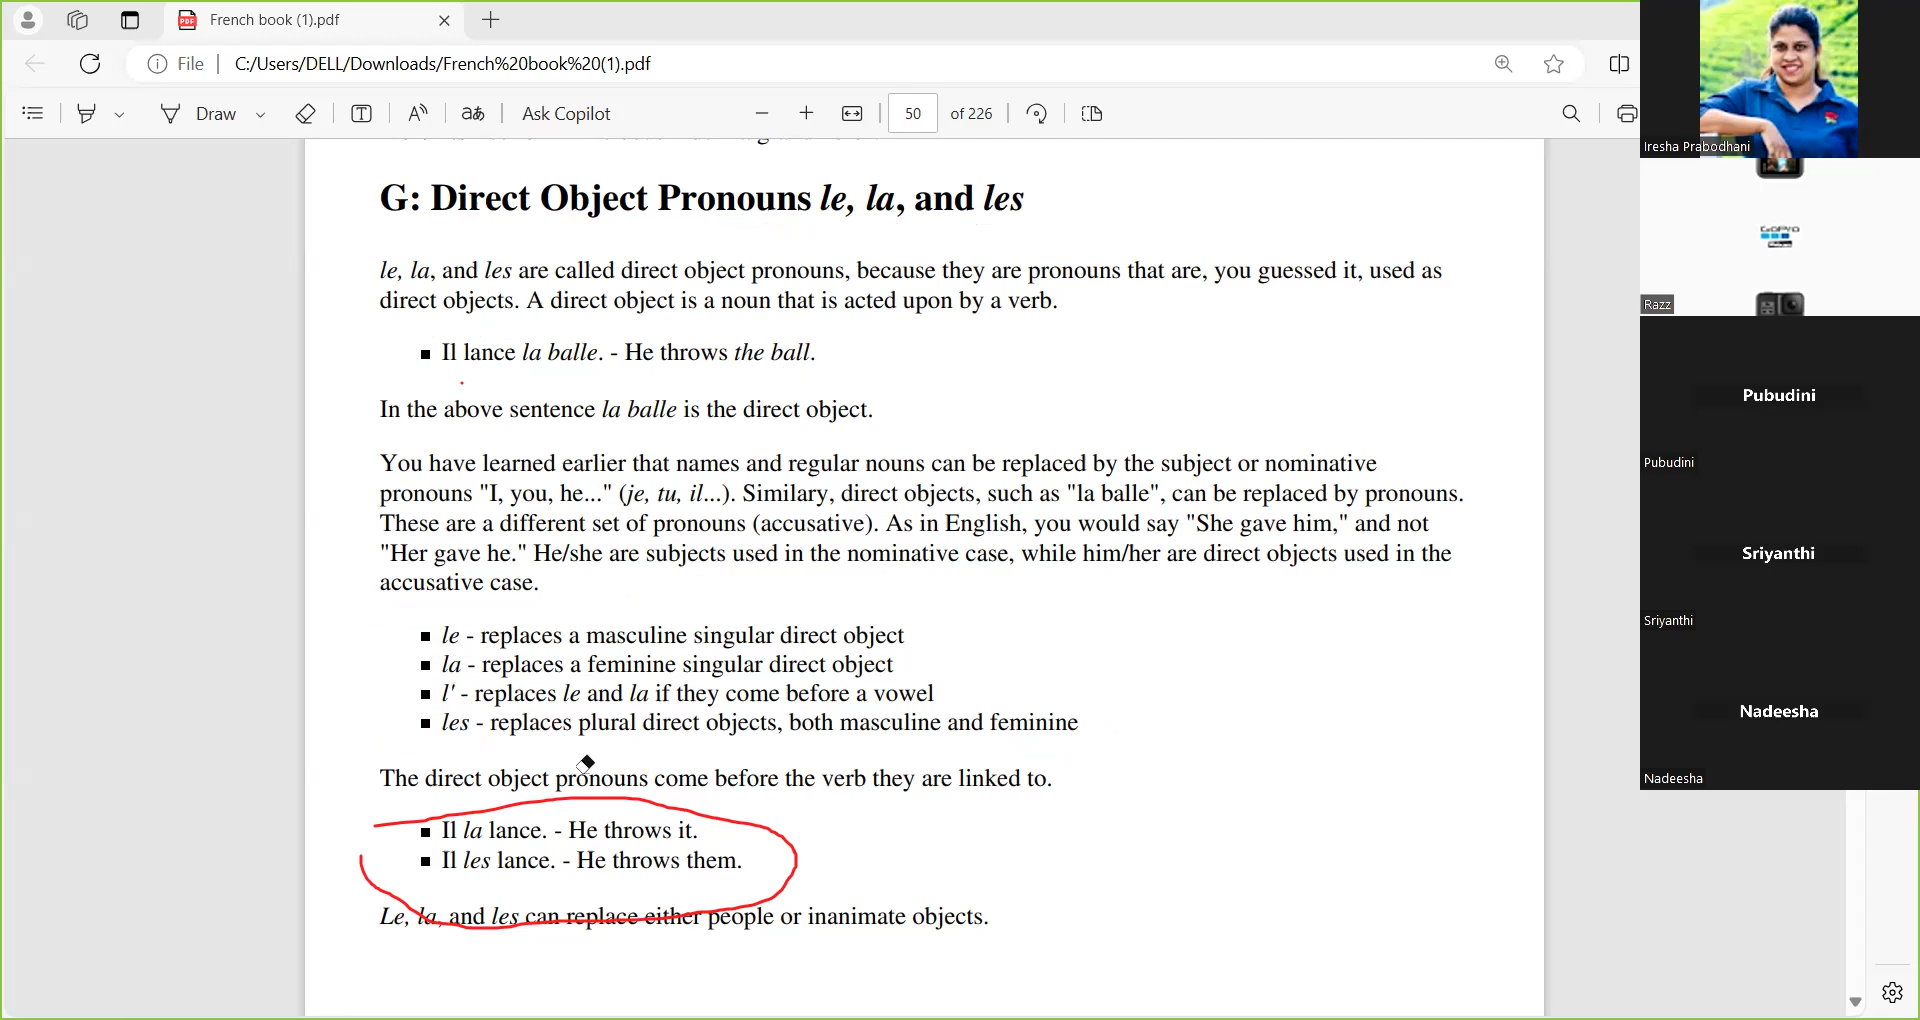 French book (1).pdf
File C:/Users/DELL/Downloads/French%20book%20(1).pdf
Draw aあ Ask Copilot 50 of 226
G: Direct Object Pronouns le, la, and les
le, la, and les are called direct object pronouns, because they are pronouns that are, you guessed it, used as
direct objects. A direct object is a noun that is acted upon by a verb.
Il lance la balle. - He throws the ball.
In the above sentence la balle is the direct object.
You have learned earlier that names and regular nouns can be replaced by the subject or nominative
pronouns "I, you, he..." (je, tu, il...). Similary, direct objects, such as "la balle", can be replaced by pronouns.
These are a different set of pronouns (accusative). As in English, you would say "She gave him," and not
"Her gave he." He/she are subjects used in the nominative case, while him/her are direct objects used in the
accusative case.
le - replaces a masculine singular direct object
la - replaces a feminine singular direct object
l' - replaces le and la if they come before a vowel
les - replaces plural direct objects, both masculine and feminine
The direct object pronouns come before the verb they are linked to.
Il la lance. - He throws it.
Il les lance. - He throws them.
Le, la, and les can replace either people or inanimate objects.
Iresha Prabodhani
GoPro
Razz
Pubudini
Pubudini
Sriyanthi
Sriyanthi
Nadeesha
Nadeesha